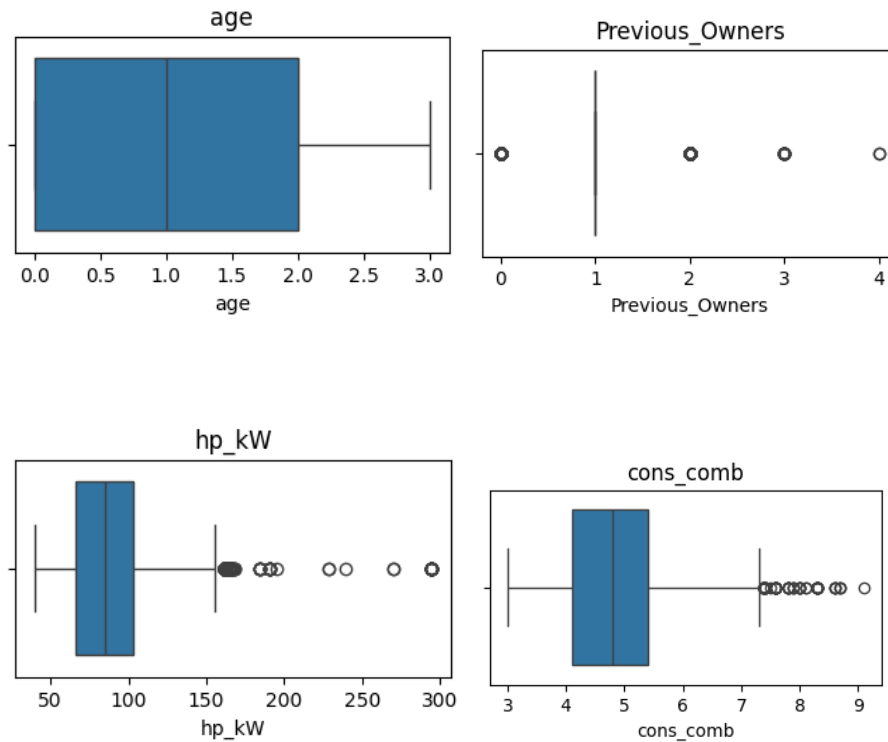 age
0.0 0.5 1.0 1.5 2.0 2.5 3.0
age
Previous_Owners
0 1 2 3 4
Previous_Owners
hp_kW
50 100 150 200 250 300
hp_kW
cons_comb
3 4 5 6 7 8 9
cons_comb